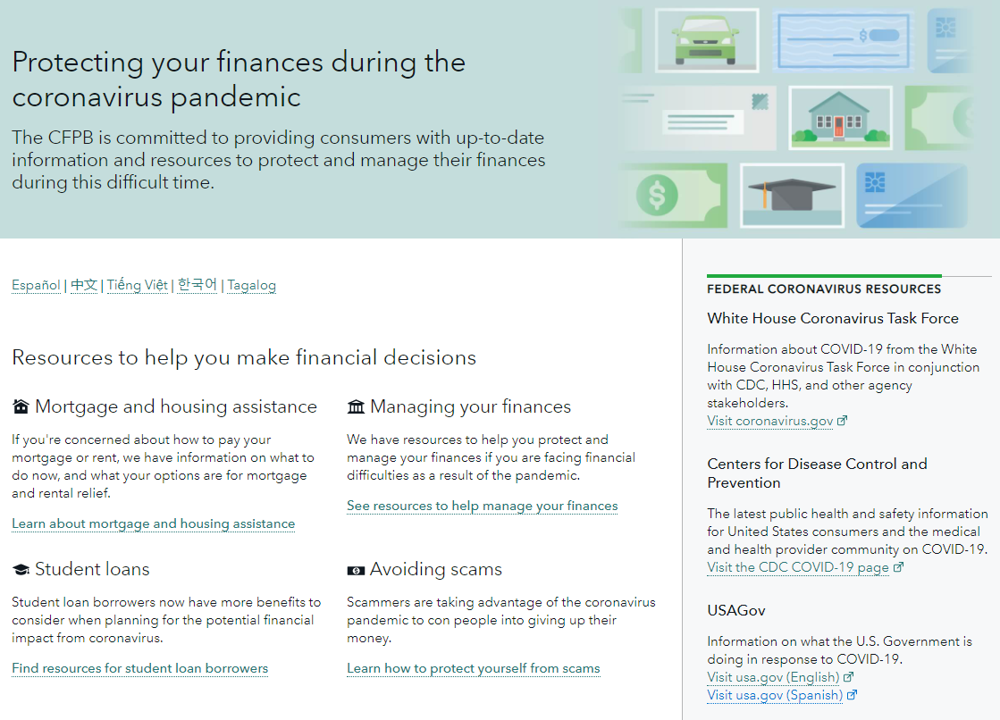 Protecting your finances during the
coronavirus pandemic
The CFPB is committed to providing consumers with up-to-date
information and resources to protect and manage their finances
during this difficult time.
$
$
Español | 中文 | Tiếng Việt | 한국어 | Tagalog
Resources to help you make financial decisions
Mortgage and housing assistance
If you're concerned about how to pay your
mortgage or rent, we have information on what to
do now, and what your options are for mortgage
and rental relief.
Learn about mortgage and housing assistance
Managing your finances
We have resources to help you protect and
manage your finances if you are facing financial
difficulties as a result of the pandemic.
See resources to help manage your finances
Student loans
Student loan borrowers now have more benefits to
consider when planning for the potential financial
impact from coronavirus.
Find resources for student loan borrowers
Avoiding scams
Scammers are taking advantage of the coronavirus
pandemic to con people into giving up their
money.
Learn how to protect yourself from scams
FEDERAL CORONAVIRUS RESOURCES
White House Coronavirus Task Force
Information about COVID-19 from the White
House Coronavirus Task Force in conjunction
with CDC, HHS, and other agency
stakeholders.
Visit coronavirus.gov
Centers for Disease Control and
Prevention
The latest public health and safety information
for United States consumers and the medical
and health provider community on COVID-19.
Visit the CDC COVID-19 page
USAGov
Information on what the U.S. Government is
doing in response to COVID-19.
Visit usa.gov (English)
Visit usa.gov (Spanish)